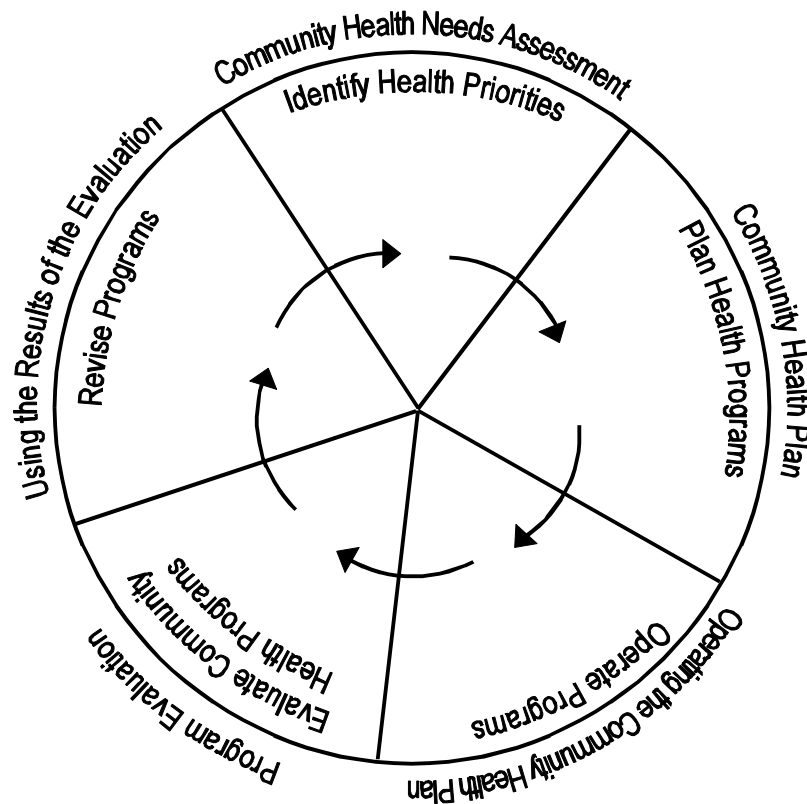 Community Health Needs Assessment
Identify Health Priorities
Community Health Plan
Plan Health Programs
Operating the Community Health Plan
Operate Programs
Program Evaluation
Evaluate Community
Health Programs
Using the Results of the Evaluation
Revise Programs